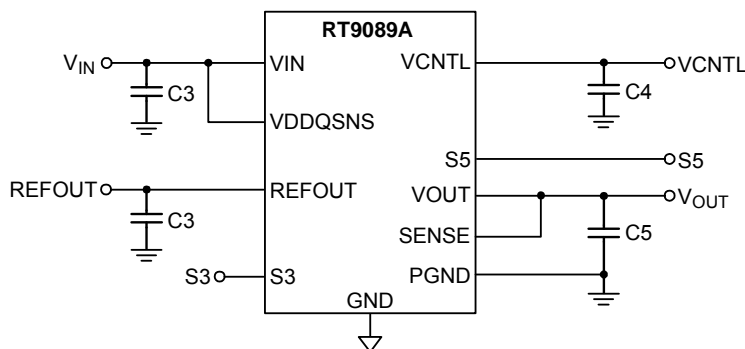 RT9089A
VIN
VIN
VCNTL
VCNTL
C3
C4
VDDQSNS
S5
S5
REFOUT
REFOUT
VOUT
VOUT
C3
SENSE
C5
S3
S3
PGND
GND